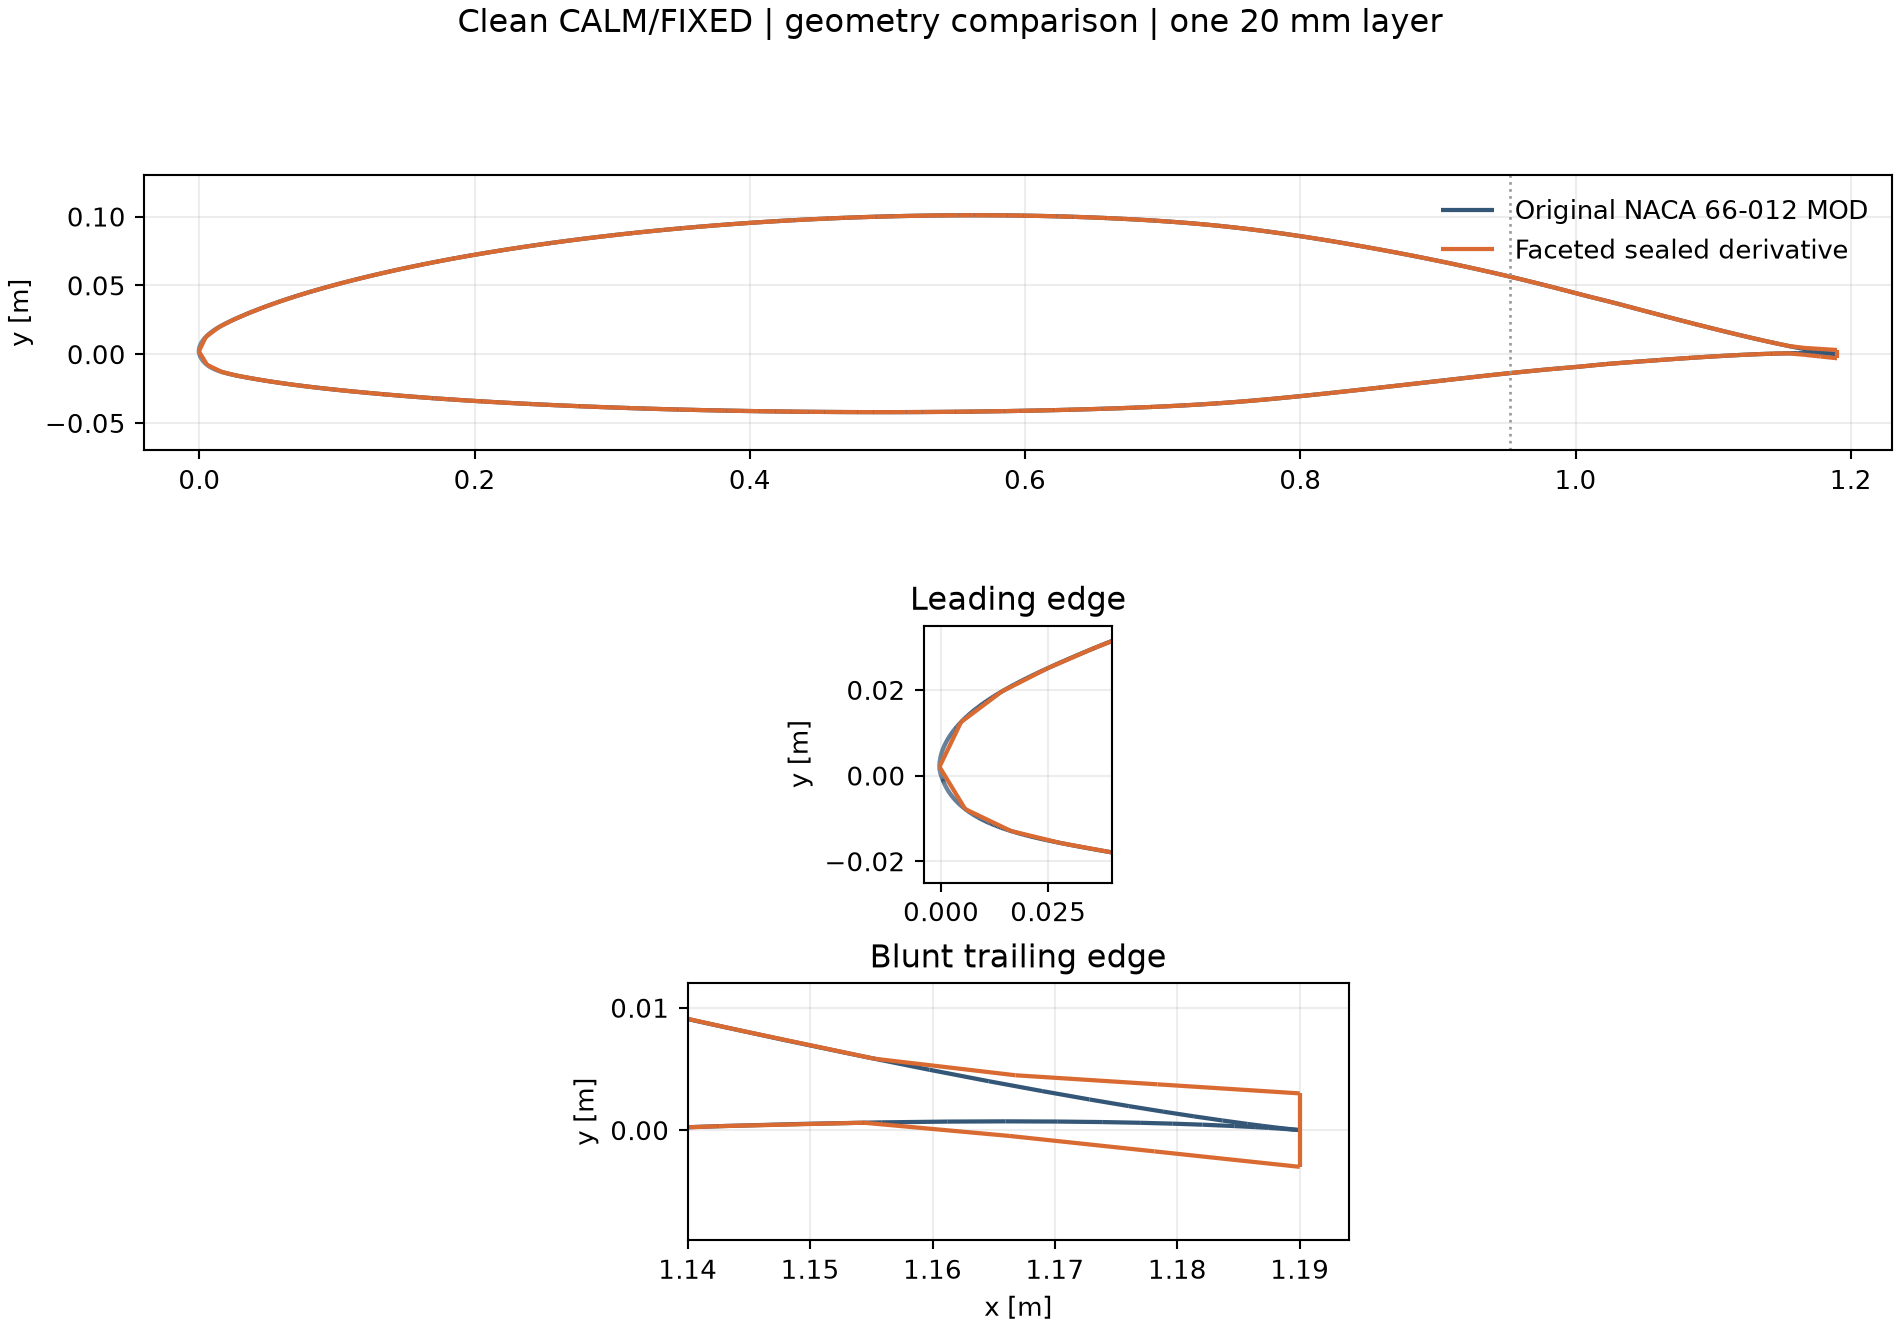 Clean CALM/FIXED | geometry comparison | one 20 mm layer
Original NACA 66-012 MOD
Faceted sealed derivative
y [m]
0.10
0.05
0.00
−0.05
0.0 0.2 0.4 0.6 0.8 1.0 1.2
Leading edge
y [m]
0.02
0.00
−0.02
0.000 0.025
Blunt trailing edge
y [m]
0.01
0.00
1.14 1.15 1.16 1.17 1.18 1.19
x [m]